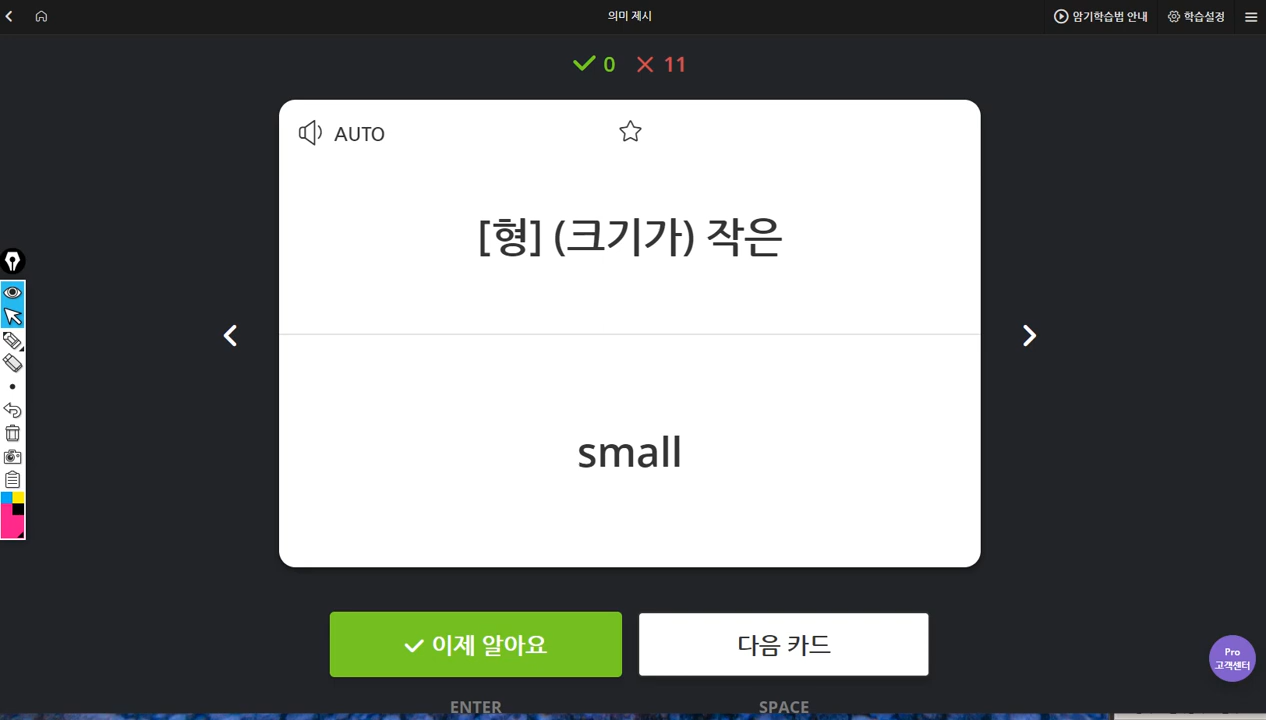 의미 제시
암기학습법 안내
학습설정
0
11
AUTO
[형] (크기가) 작은
small
이제 알아요
다음 카드
ENTER
SPACE
Pro
고객센터